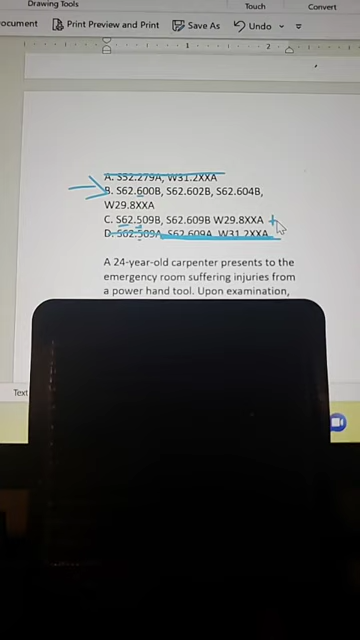 Drawing Tools Touch Convert
ocument Print Preview and Print Save As Undo
1 2
A. S52.279A, W31.2XXA
B. S62.600B, S62.602B, S62.604B,
W29.8XXA
C. S62.509B, S62.609B W29.8XXA +
D. S62.509A, S62.609A, W31.2XXA
A 24-year-old carpenter presents to the
emergency room suffering injuries from
a power hand tool. Upon examination,
Text